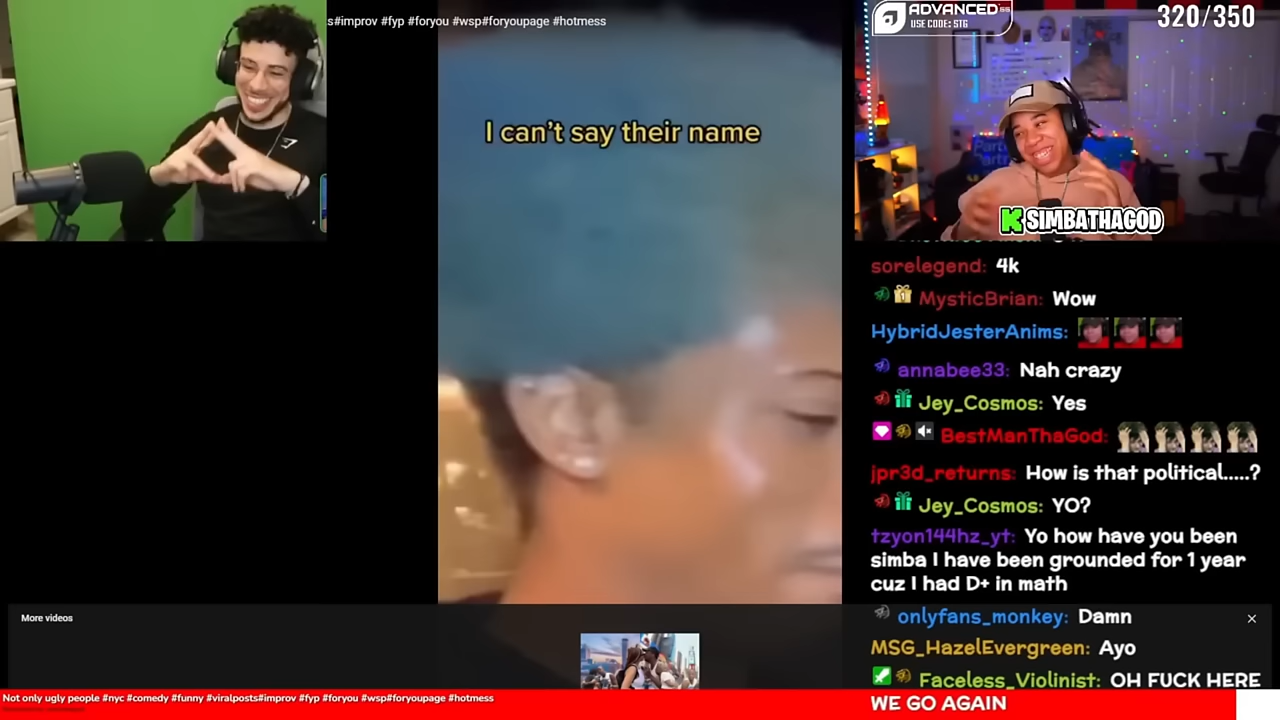 s#improv #fyp #foryou #wsp#foryoupage #hotmess
I can't say their name
ADVANCED
USE CODE: STG
320/350
K SIMBATHAGOD
sorelegend: 4k
MysticBrian: Wow
HybridJesterAnims:
annabee33: Nah crazy
Jey_Cosmos: Yes
BestManThaGod:
jpr3d_returns: How is that political.....?
Jey_Cosmos: YO?
tzyon144hz_yt: Yo how have you been
simba I have been grounded for 1 year
cuz I had D+ in math
onlyfans_monkey: Damn
MSG_HazelEvergreen: Ayo
Faceless_Violinist: OH FUCK HERE
WE GO AGAIN
More videos
Not only ugly people #nyc #comedy #funny #viralposts#improv #fyp #foryou #wsp#foryoupage #hotmess